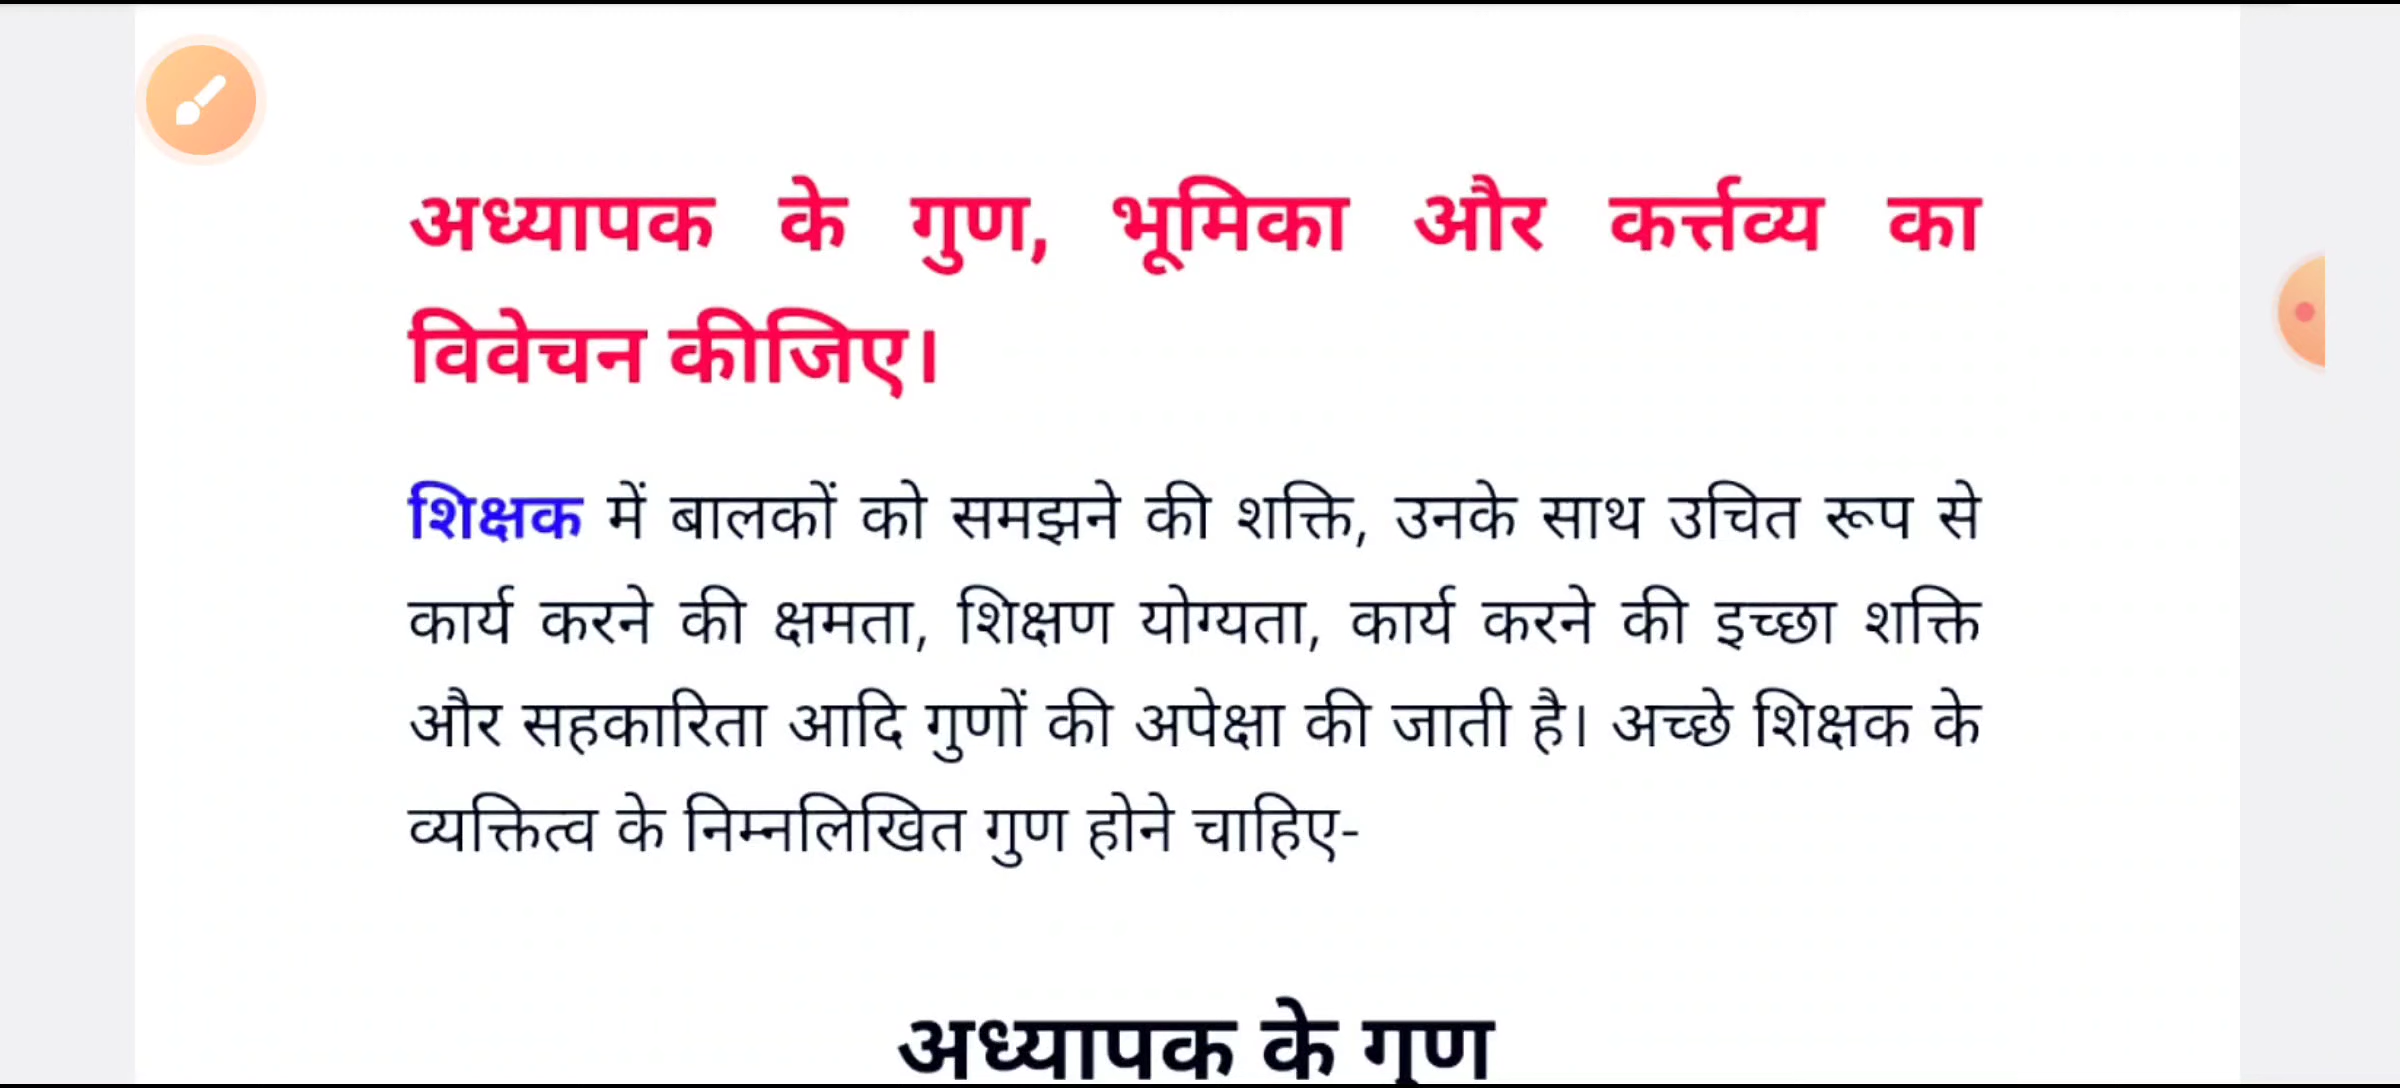 अध्यापक के गुण, भूमिका और कर्त्तव्य का
विवेचन कीजिए।
शिक्षक में बालकों को समझने की शक्ति, उनके साथ उचित रूप से
कार्य करने की क्षमता, शिक्षण योग्यता, कार्य करने की इच्छा शक्ति
और सहकारिता आदि गुणों की अपेक्षा की जाती है। अच्छे शिक्षक के
व्यक्तित्व के निम्नलिखित गुण होने चाहिए-
अध्यापक के गुण